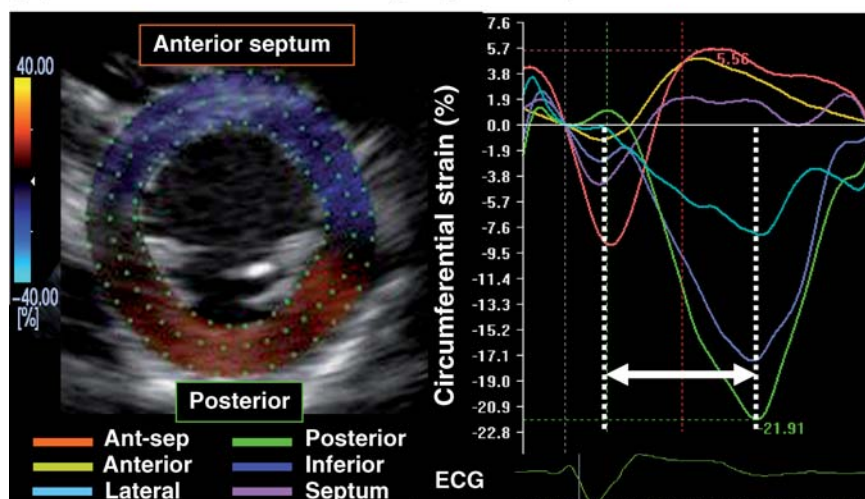 Anterior septum
40.00
−40.00
[%]
Posterior
Ant-sep
Posterior
Anterior
Inferior
Lateral
Septum
Circumferential strain (%)
7.6
5.7
3.8
1.9
0.0
-1.9
-3.8
-5.7
-7.6
-9.5
-11.4
-13.3
-15.2
-17.1
-19.0
-20.9
-22.8
5.56
-21.91
ECG